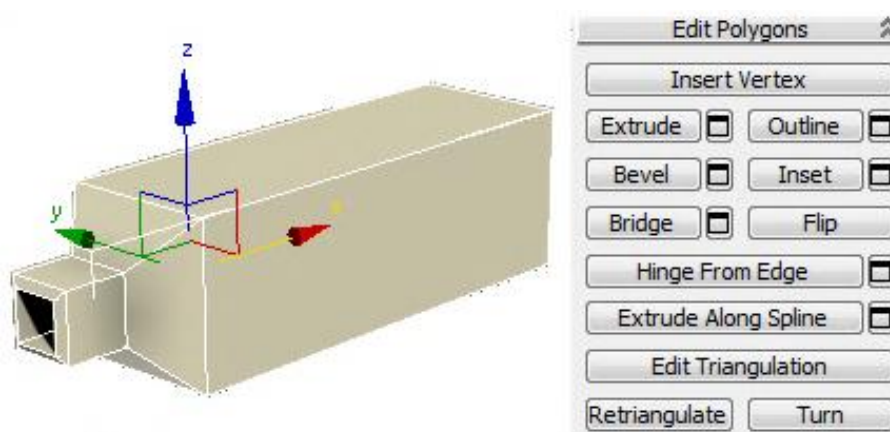 z
y
x
Edit Polygons
Insert Vertex
Extrude Outline
Bevel Inset
Bridge Flip
Hinge From Edge
Extrude Along Spline
Edit Triangulation
Retriangulate Turn